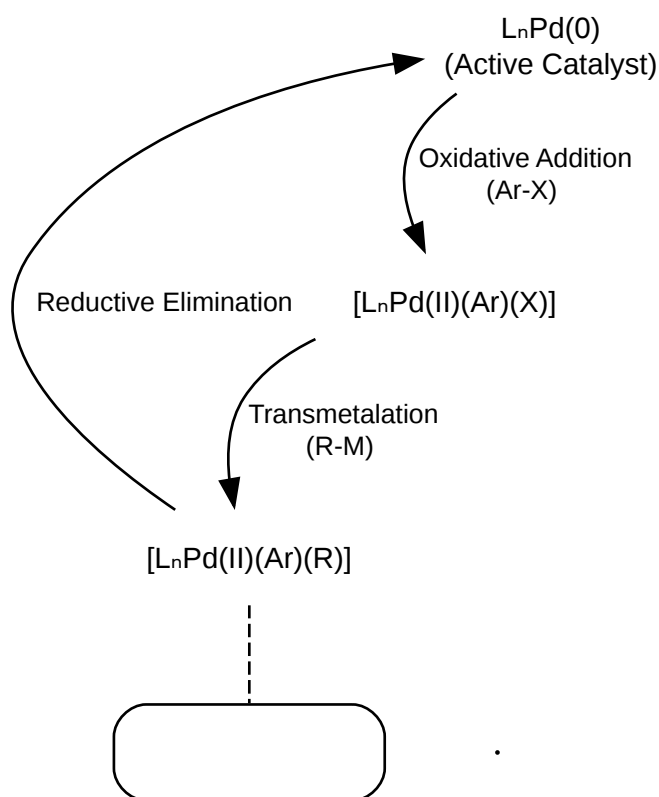 LₙPd(0)
(Active Catalyst)
Oxidative Addition
(Ar-X)
Reductive Elimination
[LₙPd(II)(Ar)(X)]
Transmetalation
(R-M)
[LₙPd(II)(Ar)(R)]
.